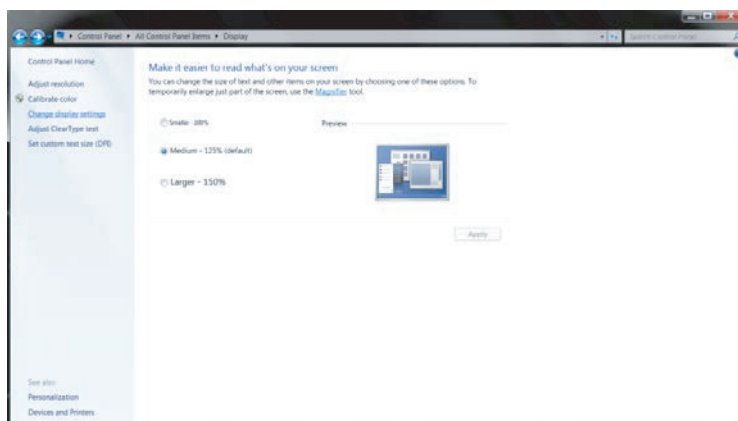 Control Panel ▸ All Control Panel Items ▸ Display
Search Control Panel
Control Panel Home
Adjust resolution
Calibrate color
Change display settings
Adjust ClearType text
Set custom text size (DPI)
Make it easier to read what's on your screen
You can change the size of text and other items on your screen by choosing one of these options. To
temporarily enlarge just part of the screen, use the Magnifier tool.
Preview
Medium - 125% (default)
Larger - 150%
Apply
See also
Personalization
Devices and Printers